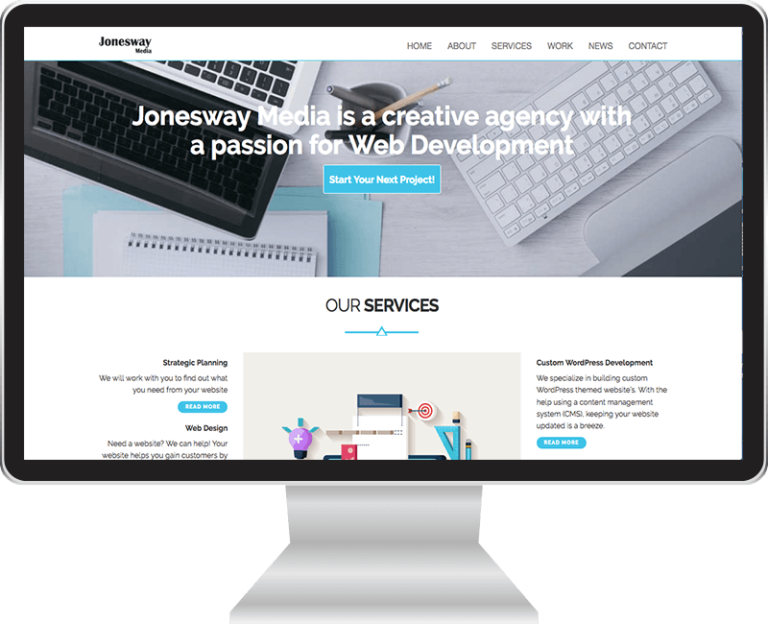 Jonesway
Media
HOME ABOUT SERVICES WORK NEWS CONTACT
Jonesway Media is a creative agency with
a passion for Web Development
Start Your Next Project!
OUR SERVICES
Strategic Planning
We will work with you to find out what
you need from your website
READ MORE
Web Design
Need a website? We can help! Your
website helps you gain customers by
Custom WordPress Development
We specialize in building custom
WordPress themed website's. With the
help using a content management
system (CMS), keeping your website
updated is a breeze.
READ MORE